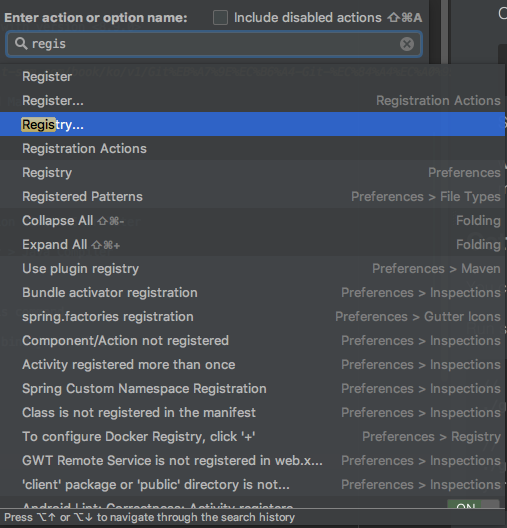 Enter action or option name: Include disabled actions ⇧⌘A
regis
Register
Register... Registration Actions
Registry...
Registration Actions
Registry Preferences
Registered Patterns Preferences > File Types
Collapse All ⇧⌘- Folding
Expand All ⇧⌘+ Folding
Use plugin registry Preferences > Maven
Bundle activator registration Preferences > Inspections
spring.factories registration Preferences > Gutter Icons
Component/Action not registered Preferences > Inspections
Activity registered more than once Preferences > Inspections
Spring Custom Namespace Registration Preferences > Inspections
Class is not registered in the manifest Preferences > Inspections
To configure Docker Registry, click '+' Preferences > Registry
GWT Remote Service is not registered in web.x... Preferences > Inspections
'client' package or 'public' directory is not... Preferences > Inspections
Android Lint: Correctness: Activity registere ON
Press ⌥↑ or ⌥↓ to navigate through the search history